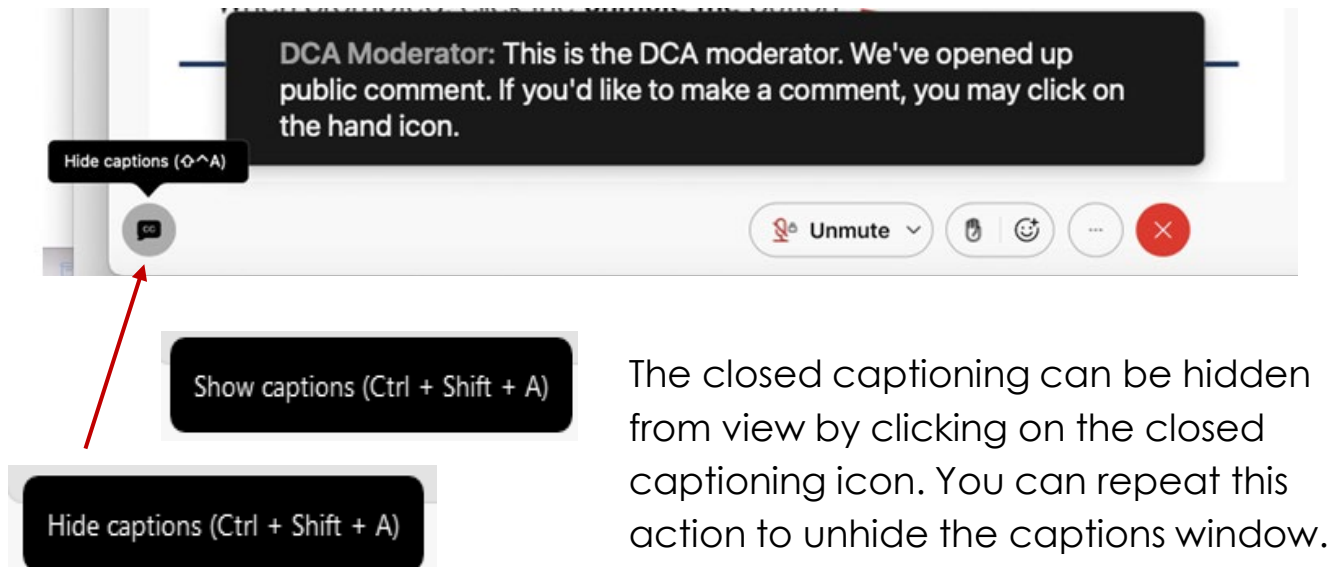 DCA Moderator: This is the DCA moderator. We've opened up
public comment. If you'd like to make a comment, you may click on
the hand icon.
Hide captions (⇧^A)
CC
Unmute
Show captions (Ctrl + Shift + A)
Hide captions (Ctrl + Shift + A)
The closed captioning can be hidden
from view by clicking on the closed
captioning icon. You can repeat this
action to unhide the captions window.